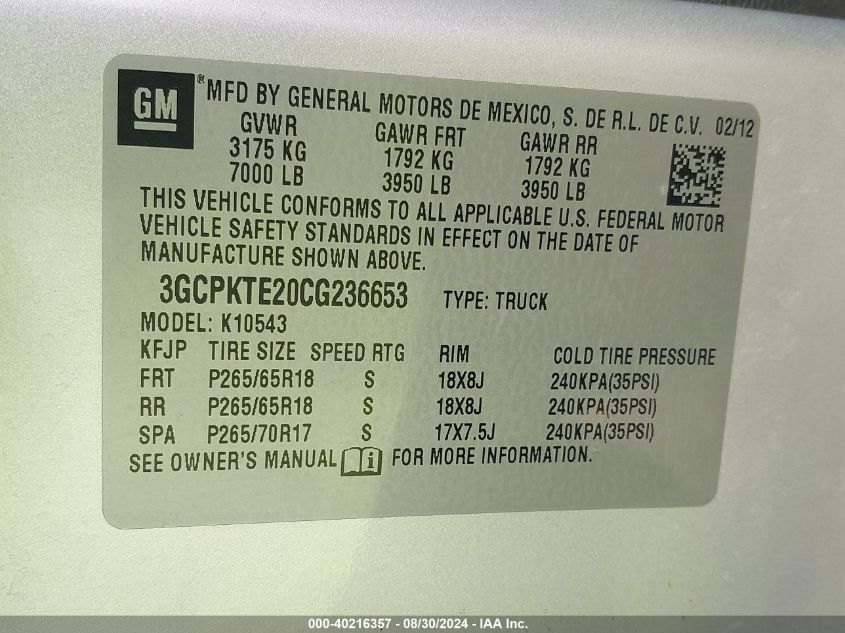 GM
® MFD BY GENERAL MOTORS DE MEXICO, S. DE R.L. DE C.V. 02/12
GVWR GAWR FRT GAWR RR
3175 KG 1792 KG 1792 KG
7000 LB 3950 LB 3950 LB
THIS VEHICLE CONFORMS TO ALL APPLICABLE U.S. FEDERAL MOTOR
VEHICLE SAFETY STANDARDS IN EFFECT ON THE DATE OF
MANUFACTURE SHOWN ABOVE.
3GCPKTE20CG236653 TYPE: TRUCK
MODEL: K10543
KFJP TIRE SIZE SPEED RTG RIM COLD TIRE PRESSURE
FRT P265/65R18 S 18X8J 240KPA(35PSI)
RR P265/65R18 S 18X8J 240KPA(35PSI)
SPA P265/70R17 S 17X7.5J 240KPA(35PSI)
SEE OWNER'S MANUAL i FOR MORE INFORMATION.
000-40216357 - 08/30/2024 - IAA Inc.